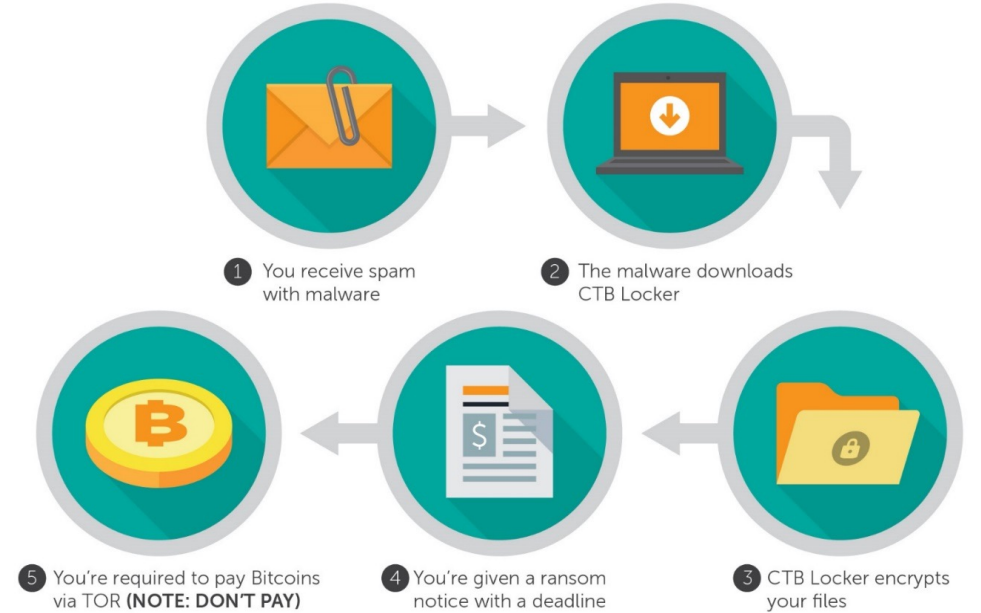 1 You receive spam
with malware
2 The malware downloads
CTB Locker
3 CTB Locker encrypts
your files
$
4 You're given a ransom
notice with a deadline
5 You're required to pay Bitcoins
via TOR (NOTE: DON'T PAY)